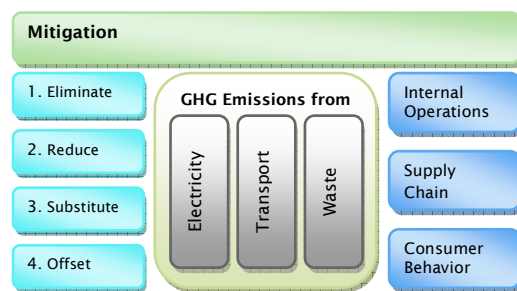 Mitigation
1. Eliminate
2. Reduce
3. Substitute
4. Offset
GHG Emissions from
Electricity
Transport
Waste
Internal
Operations
Supply
Chain
Consumer
Behavior